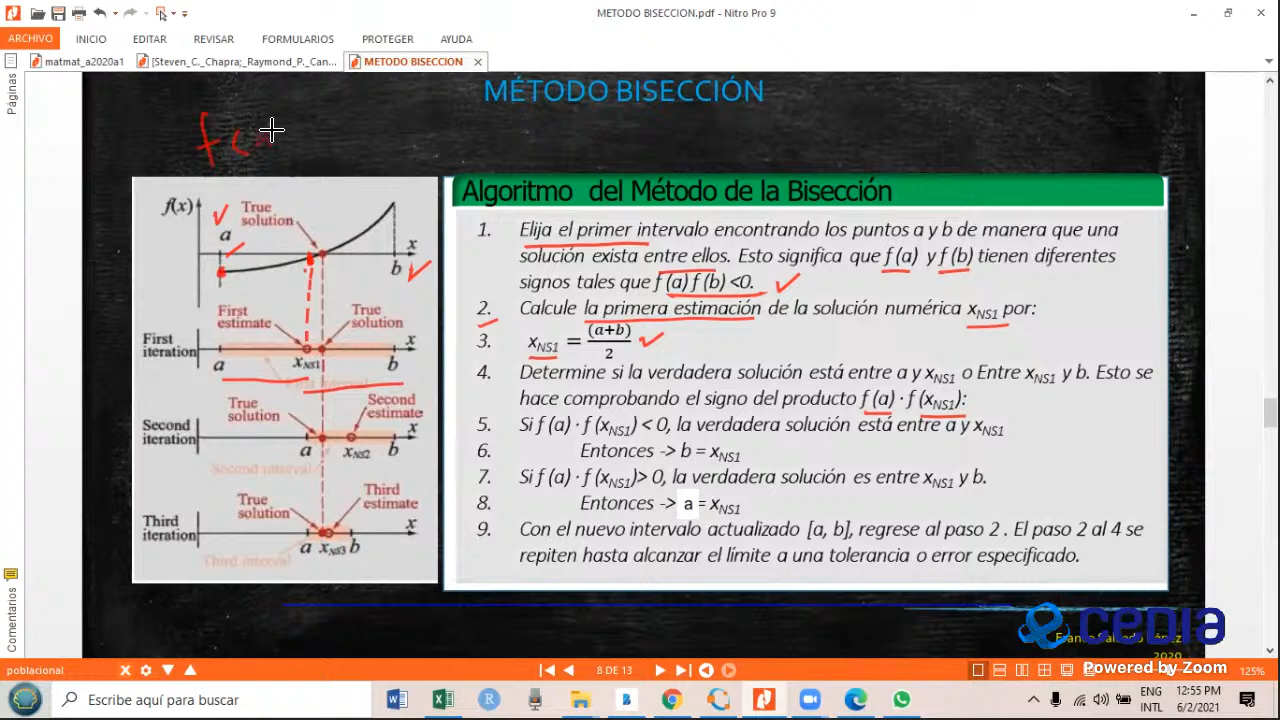 METODO BISECCION.pdf - Nitro Pro 9
ARCHIVO INICIO EDITAR REVISAR FORMULARIOS PROTEGER AYUDA
matmat_a2020a1 [Steven_C._Chapra;_Raymond_P._Can... METODO BISECCION
Páginas
MÉTODO BISECCIÓN
f(
f(x)
a
True solution
x
b
Algoritmo del Método de la Bisección
1. Elija el primer intervalo encontrando los puntos a y b de manera que una
solución exista entre ellos. Esto significa que f (a) y f (b) tienen diferentes
signos tales que f (a) f (b) <0.
2. Calcule la primera estimación de la solución numérica xNS1 por:
3. xNS1 = (a+b)/2
4. Determine si la verdadera solución está entre a y xNS1 o Entre xNS1 y b. Esto se
hace comprobando el signo del producto f (a) · f (xNS1):
5. Si f (a) · f (xNS1) < 0, la verdadera solución está entre a y xNS1
6. Entonces -> b = xNS1
7. Si f (a) · f (xNS1)> 0, la verdadera solución es entre xNS1 y b.
8. Entonces -> a = xNS1
9. Con el nuevo intervalo actualizado [a, b], regrese al paso 2 . El paso 2 al 4 se
repiten hasta alcanzar el límite a una tolerancia o error especificado.
First iteration
First estimate
True solution
x
a xNS1 b
Second iteration
True solution
Second estimate
x
a xNS2 b
Second interval
Third iteration
True solution
Third estimate
x
a xNS3 b
Third interval
Comentarios
cedia
2020
Powered by Zoom
poblacional
8 DE 13
125%
Escribe aquí para buscar
ENG
INTL
12:55 PM
6/2/2021